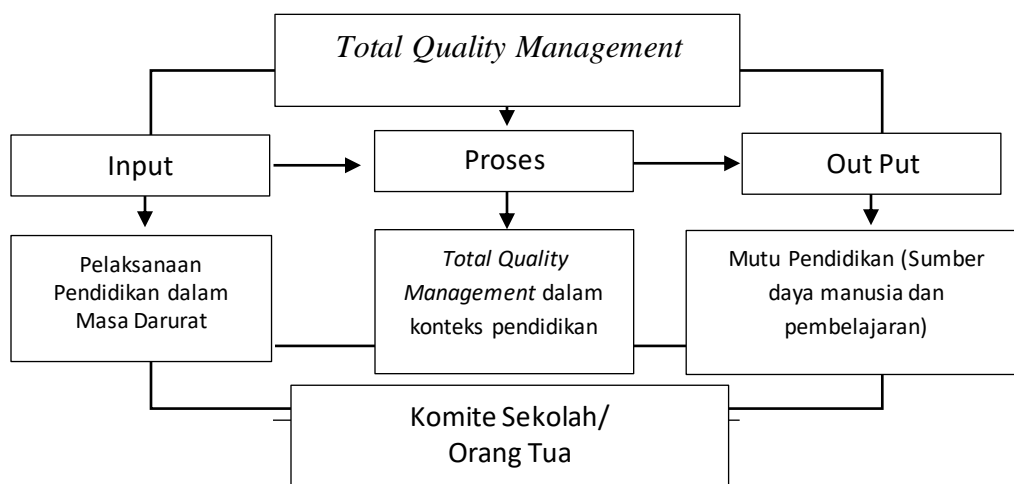 Total Quality Management
Input
Proses
Out Put
Pelaksanaan
Pendidikan dalam
Masa Darurat
Total Quality
Management dalam
konteks pendidikan
Mutu Pendidikan (Sumber
daya manusia dan
pembelajaran)
Komite Sekolah/
Orang Tua